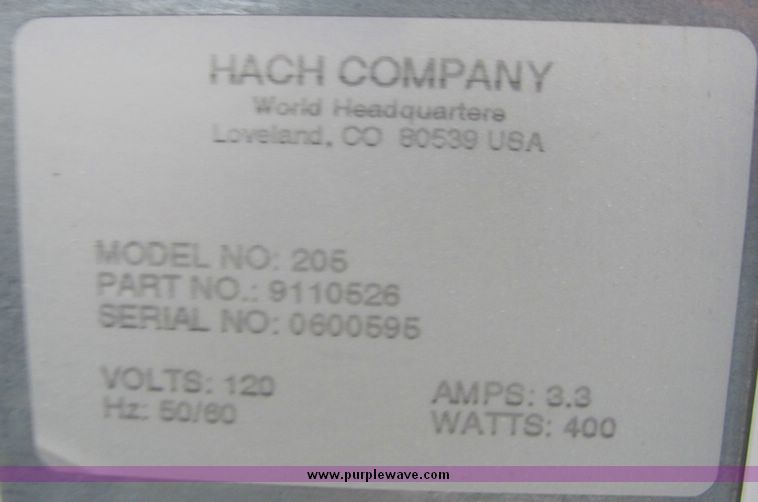 HACH COMPANY
World Headquarters
Loveland, CO 80539 USA
MODEL NO: 205
PART NO.: 9110526
SERIAL NO: 0600595
VOLTS: 120
Hz: 50/60
AMPS: 3.3
WATTS: 400
www.purplewave.com